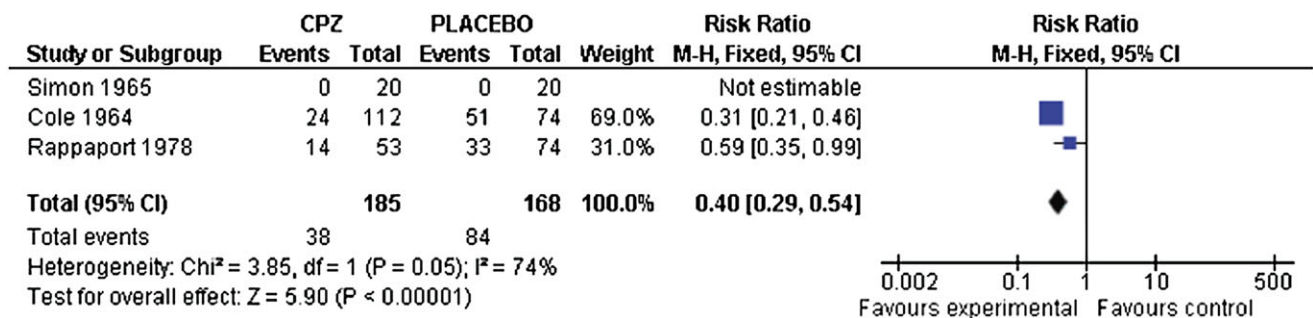 CPZ PLACEBO Risk Ratio Risk Ratio
Study or Subgroup Events Total Events Total Weight M-H, Fixed, 95% CI M-H, Fixed, 95% CI
Simon 1965 0 20 0 20 Not estimable
Cole 1964 24 112 51 74 69.0% 0.31 [0.21, 0.46]
Rappaport 1978 14 53 33 74 31.0% 0.59 [0.35, 0.99]
Total (95% CI) 185 168 100.0% 0.40 [0.29, 0.54]
Total events 38 84
Heterogeneity: Chi² = 3.85, df = 1 (P = 0.05); I² = 74%
Test for overall effect: Z = 5.90 (P < 0.00001)
0.002 0.1 1 10 500
Favours experimental Favours control